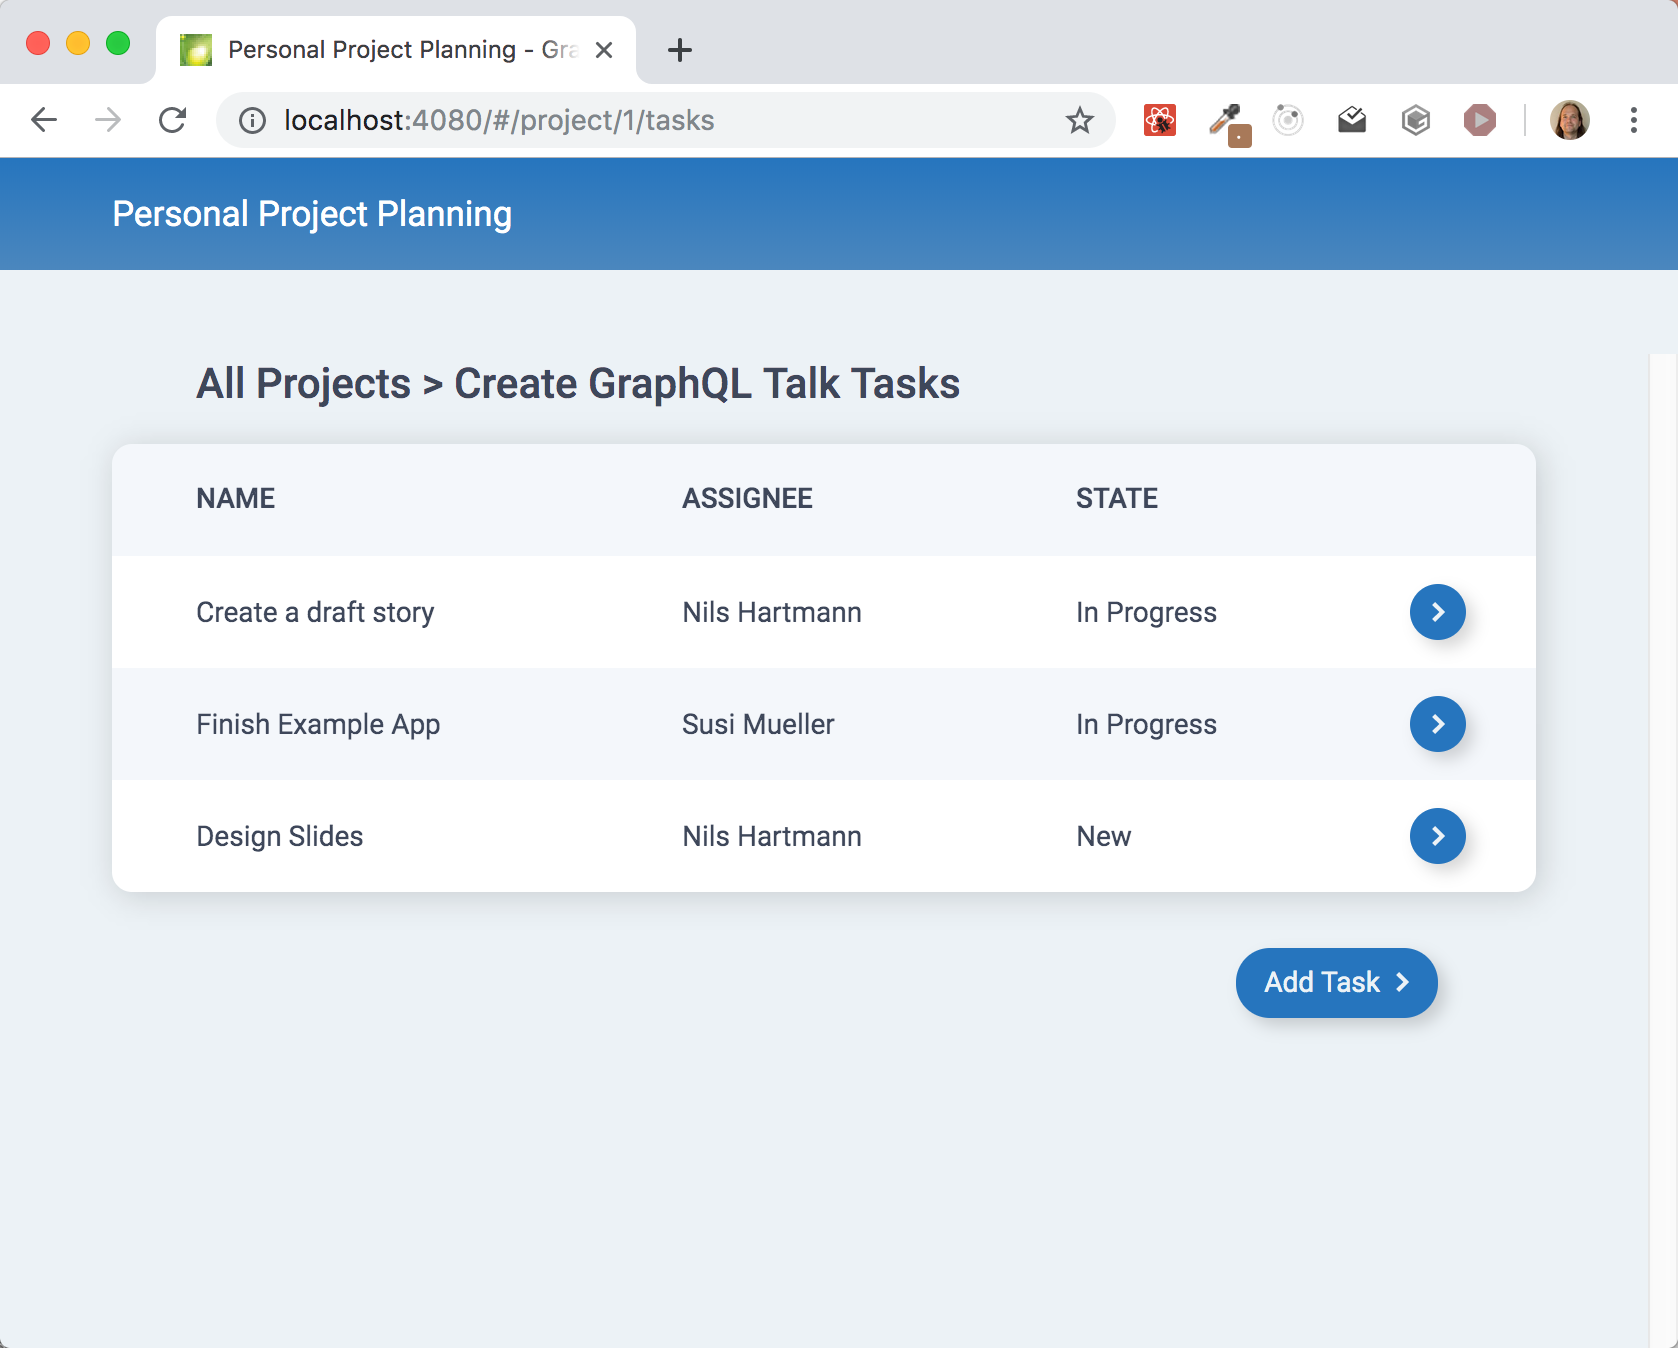 Personal Project Planning - Gra
localhost:4080/#/project/1/tasks
Personal Project Planning
All Projects > Create GraphQL Talk Tasks
NAME ASSIGNEE STATE
Create a draft story Nils Hartmann In Progress
Finish Example App Susi Mueller In Progress
Design Slides Nils Hartmann New
Add Task